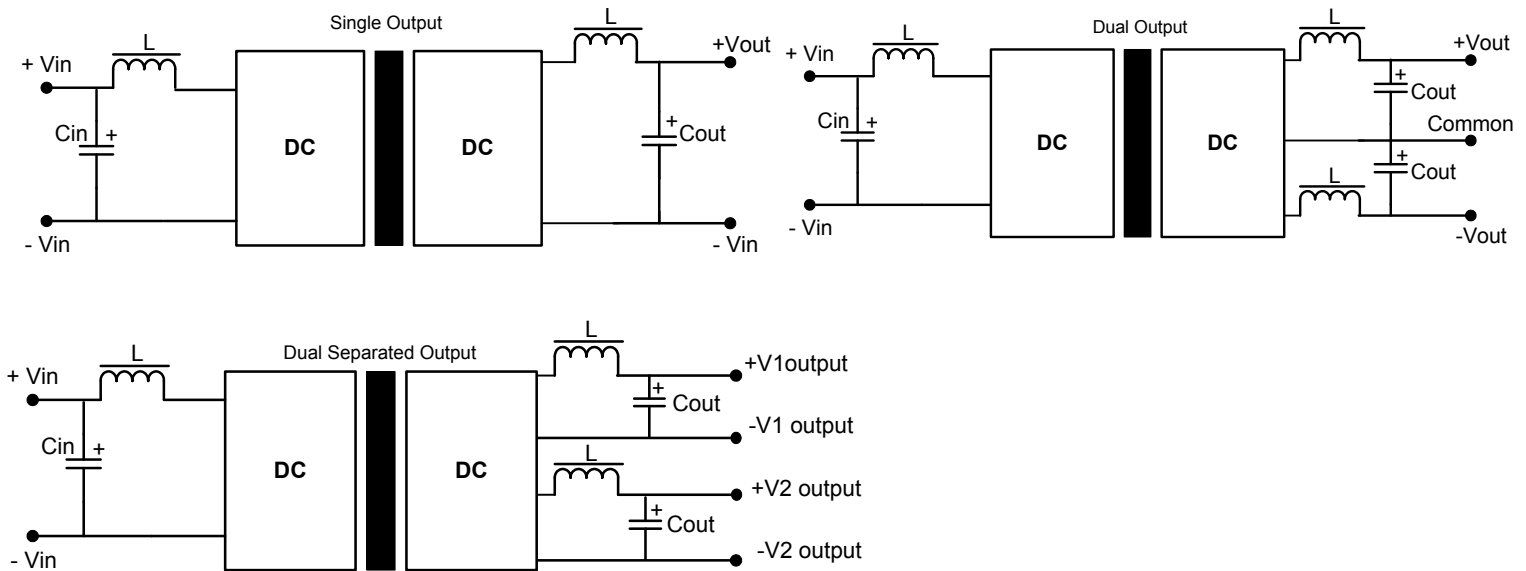 Single Output
L
+Vout
+ Vin
L
Cin
+
DC
DC
+
Cout
- Vin
- Vin
Dual Output
L
+Vout
+ Vin
L
+
Cout
Cin
+
DC
DC
Common
+
Cout
L
- Vin
-Vout
Dual Separated Output
L
+V1output
+ Vin
L
+
Cout
-V1 output
Cin
+
DC
DC
L
+V2 output
+
Cout
- Vin
-V2 output